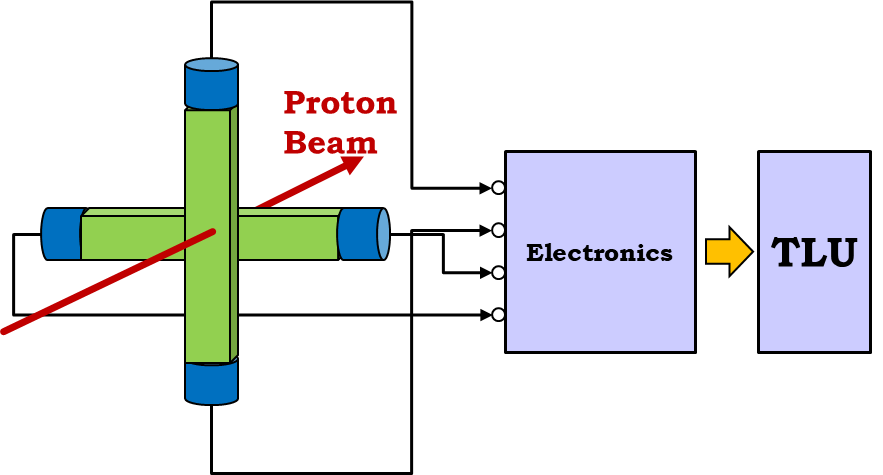 Proton
Beam
Electronics
TLU